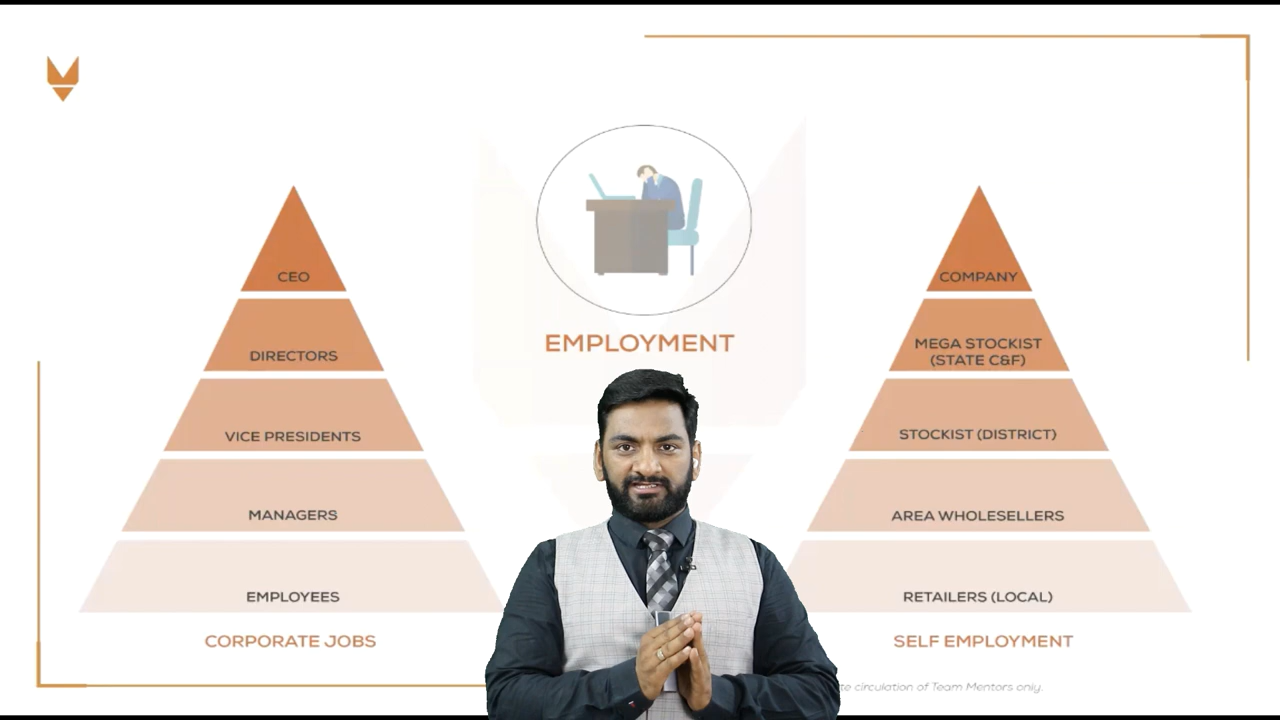 EMPLOYMENT
CEO
DIRECTORS
VICE PRESIDENTS
MANAGERS
EMPLOYEES
CORPORATE JOBS
COMPANY
MEGA STOCKIST
(STATE C&F)
STOCKIST (DISTRICT)
AREA WHOLESELLERS
RETAILERS (LOCAL)
SELF EMPLOYMENT
circulation of Team Mentors only.